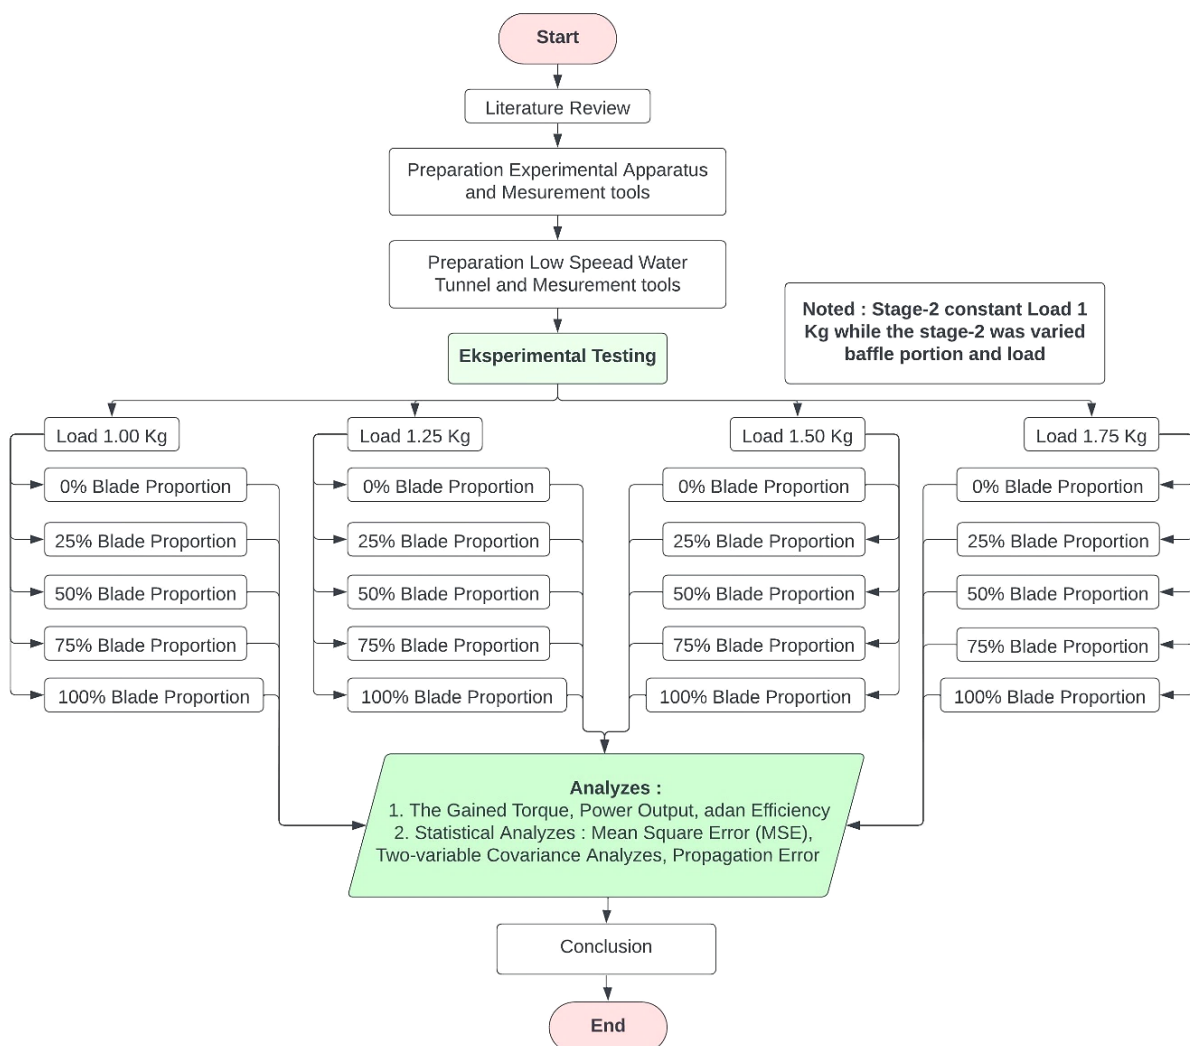 Start
Literature Review
Preparation Experimental Apparatus
and Mesurement tools
Preparation Low Speead Water
Tunnel and Mesurement tools
Noted : Stage-2 constant Load 1
Kg while the stage-2 was varied
baffle portion and load
Eksperimental Testing
Load 1.00 Kg
0% Blade Proportion
25% Blade Proportion
50% Blade Proportion
75% Blade Proportion
100% Blade Proportion
Load 1.25 Kg
0% Blade Proportion
25% Blade Proportion
50% Blade Proportion
75% Blade Proportion
100% Blade Proportion
Load 1.50 Kg
0% Blade Proportion
25% Blade Proportion
50% Blade Proportion
75% Blade Proportion
100% Blade Proportion
Load 1.75 Kg
0% Blade Proportion
25% Blade Proportion
50% Blade Proportion
75% Blade Proportion
100% Blade Proportion
Analyzes :
1. The Gained Torque, Power Output, adan Efficiency
2. Statistical Analyzes : Mean Square Error (MSE),
Two-variable Covariance Analyzes, Propagation Error
Conclusion
End